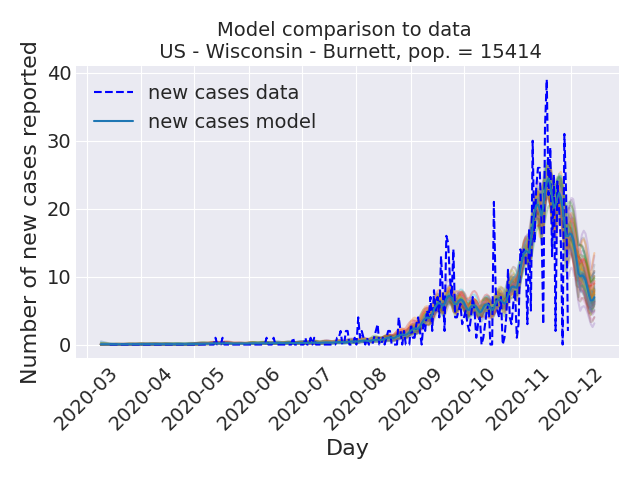 Model comparison to data
US - Wisconsin - Burnett, pop. = 15414
Number of new cases reported
40
30
20
10
0
new cases data
new cases model
2020-03
2020-04
2020-05
2020-06
2020-07
2020-08
2020-09
2020-10
2020-11
2020-12
Day